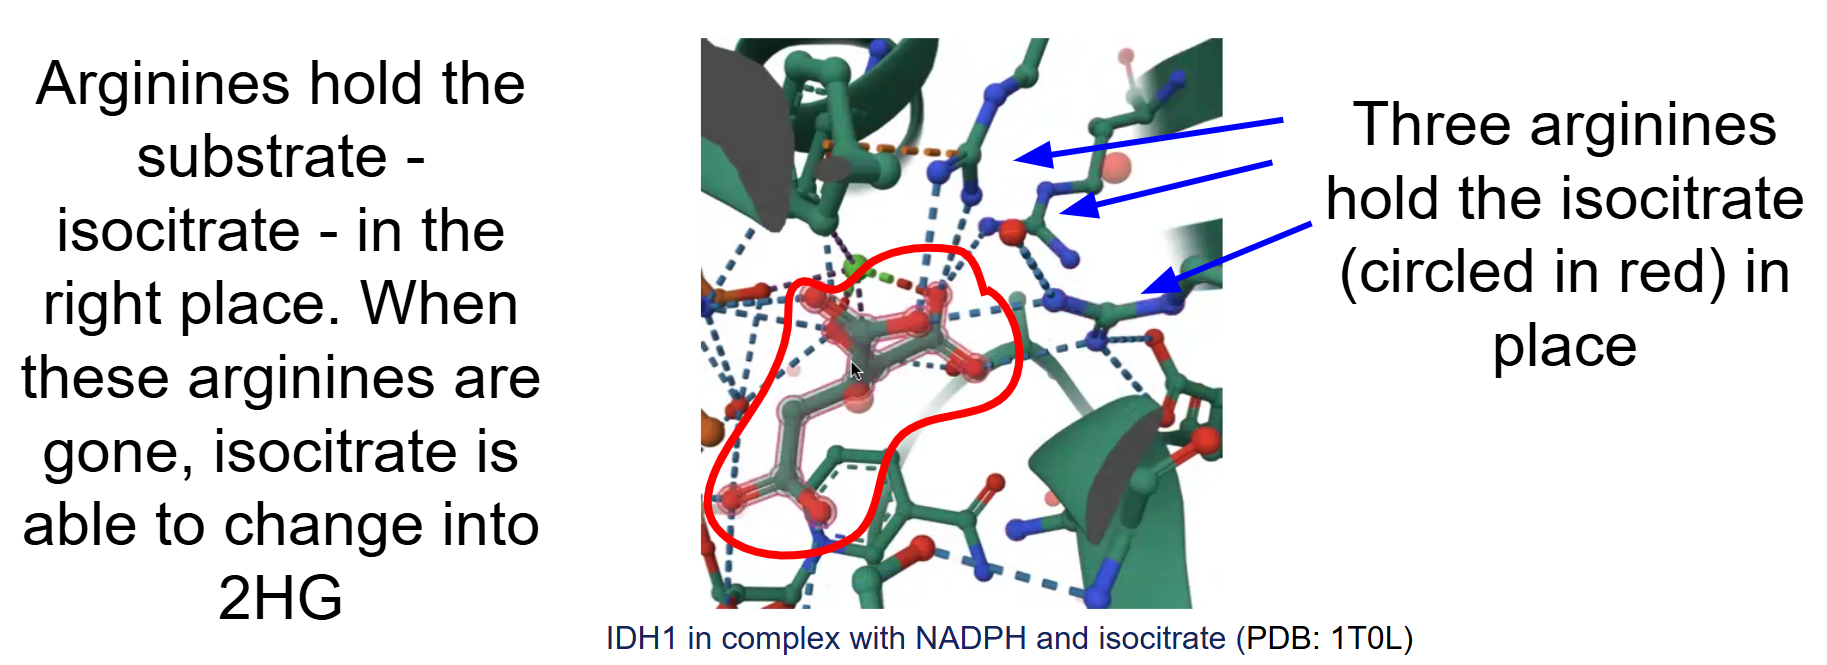 Arginines hold the
substrate -
isocitrate - in the
right place. When
these arginines are
gone, isocitrate is
able to change into
2HG
Three arginines
hold the isocitrate
(circled in red) in
place
IDH1 in complex with NADPH and isocitrate (PDB: 1T0L)